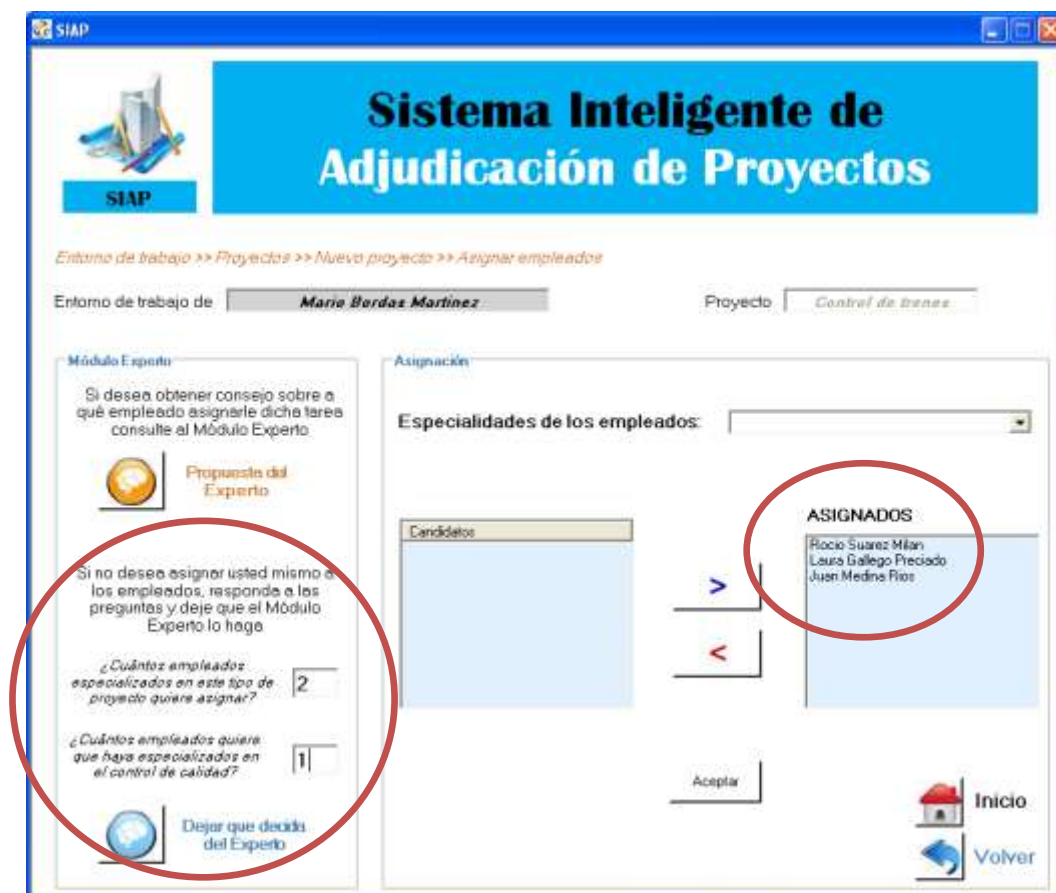 SIAP
Sistema Inteligente de
Adjudicación de Proyectos
SIAP
Entorno de trabajo >> Proyectos >> Nuevo proyecto >> Asignar empleados
Entorno de trabajo de Mario Bordas Martínez
Proyecto Control de trenes
Módulo Experto
Si desea obtener consejo sobre a
qué empleado asignarle dicha tarea
consulte al Módulo Experto
Propuesta del
Experto
Si no desea asignar usted mismo a
los empleados, responda a las
preguntas y deje que el Módulo
Experto lo haga
¿Cuántos empleados
especializados en este tipo de
proyecto quiere asignar?
2
¿Cuántos empleados quiere
que haya especializados en
el control de calidad?
1
Dejar que decida
del Experto
Asignación
Especialidades de los empleados:
Candidatos
>
<
ASIGNADOS
Rocio Suarez Milan
Laura Gallego Preciado
Juan Medina Rios
Aceptar
Inicio
Volver